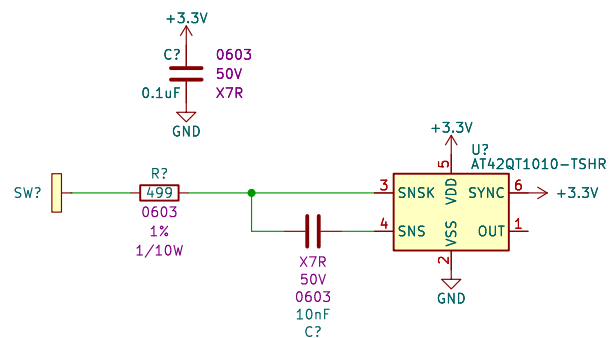 +3.3V
C?
0603
50V
0.1uF
X7R
GND
+3.3V
U?
AT42QT1010-TSHR
5
R?
SW?
499
3
SNSK
VDD
SYNC
6
+3.3V
0603
1%
1/10W
4
SNS
VSS
OUT
1
2
X7R
50V
0603
10nF
C?
GND